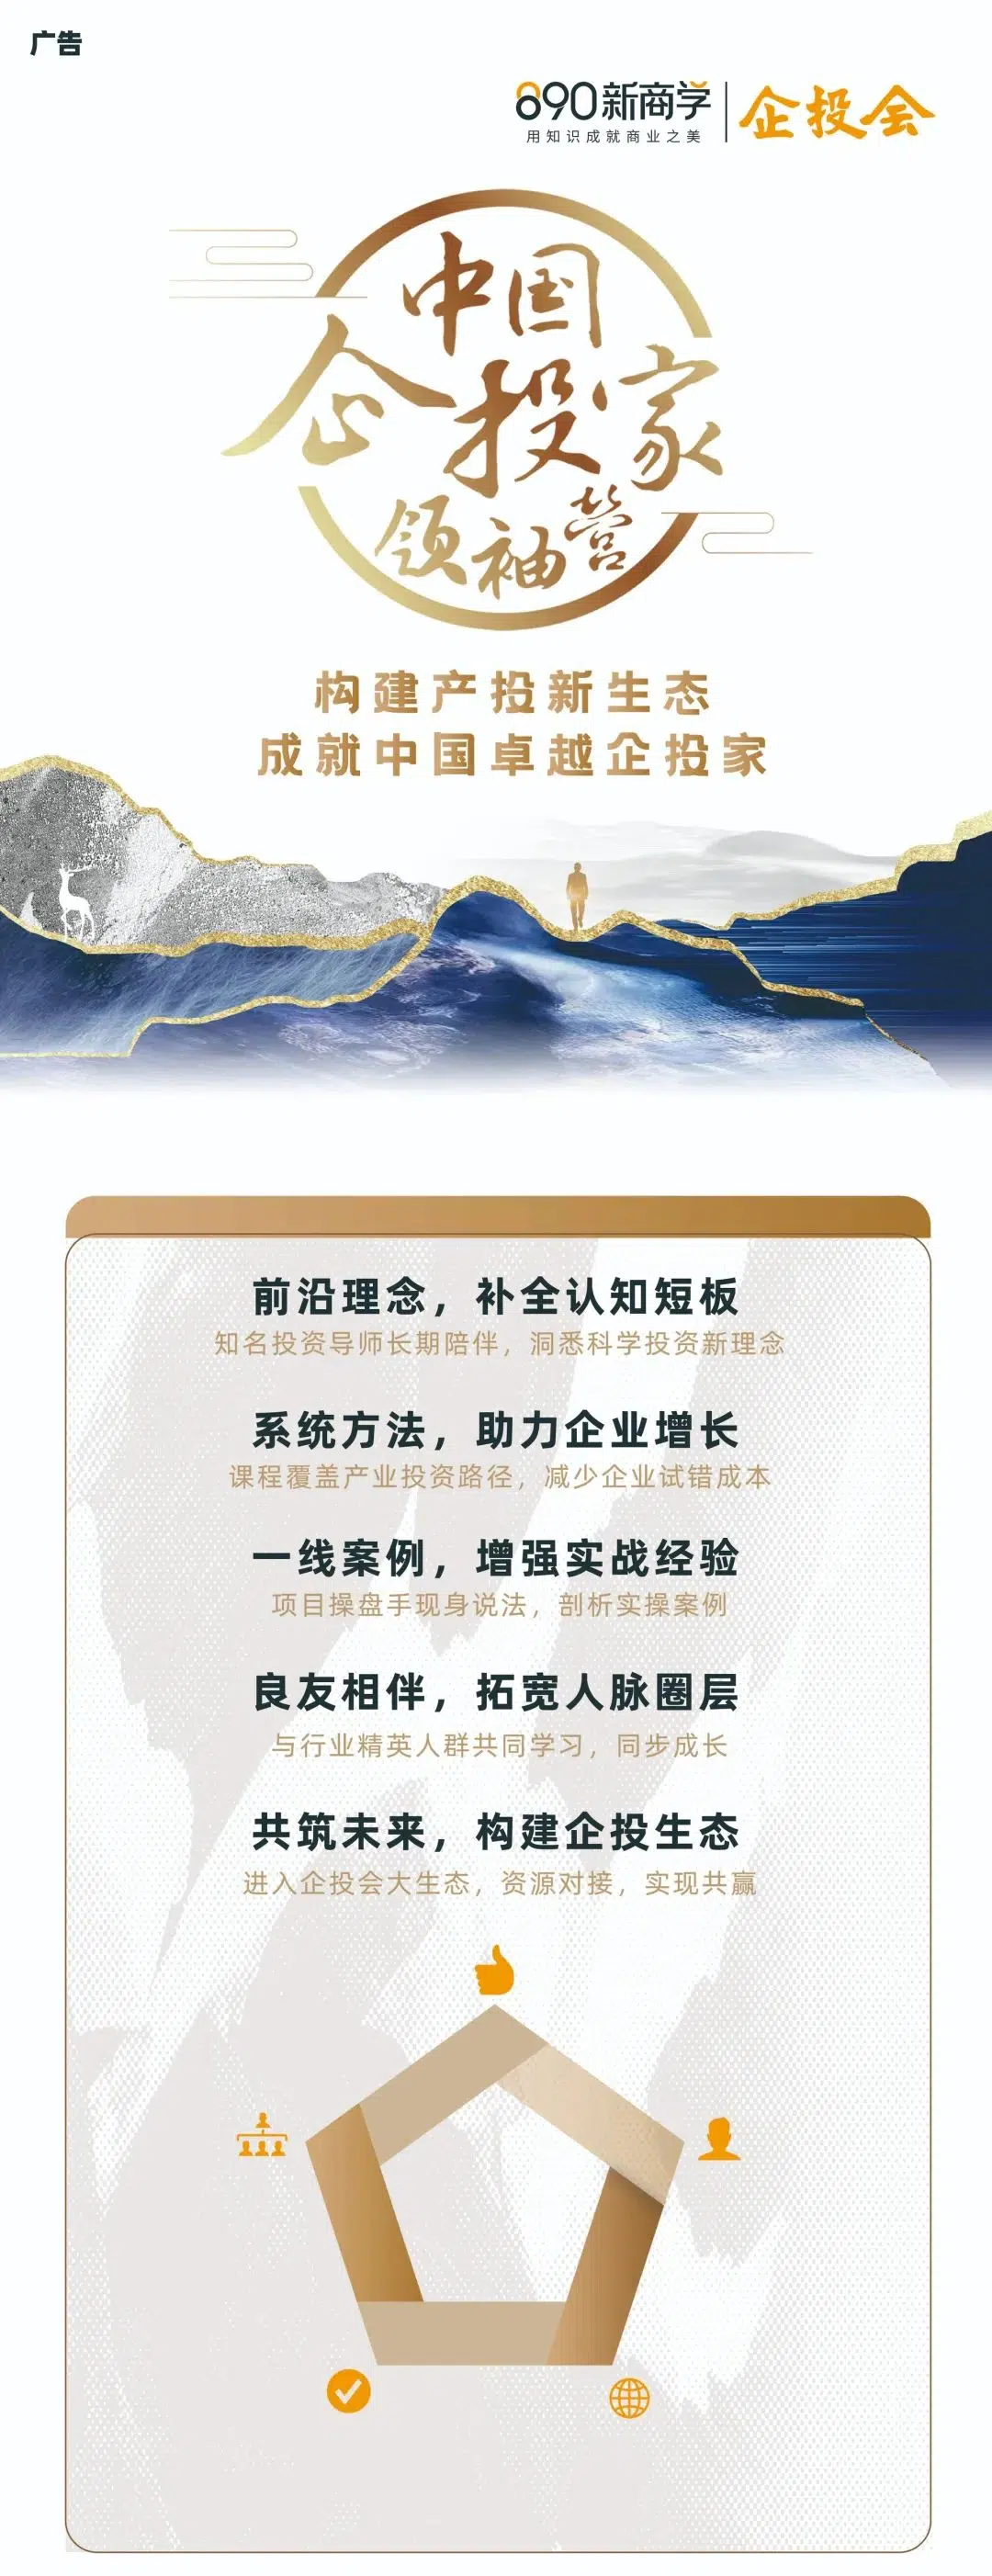 广告
890新商学
企投会
用知识成就商业之美
中国
企投家
领袖营
构建产投新生态
成就中国卓越企投家
前沿理念，补全认知短板
知名投资导师长期陪伴，洞悉科学投资新理念
系统方法，助力企业增长
课程覆盖产业投资路径，减少企业试错成本
一线案例，增强实战经验
项目操盘手现身说法，剖析实操案例
良友相伴，拓宽人脉圈层
与行业精英人群共同学习，同步成长
共筑未来，构建企投生态
进入企投会大生态，资源对接，实现共赢